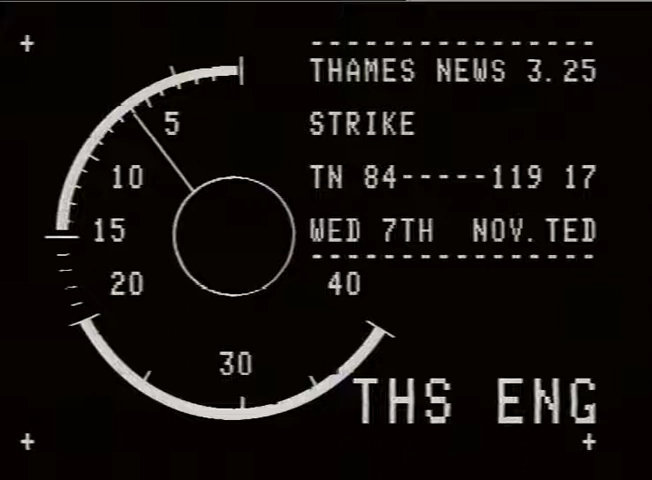 THAMES NEWS 3.25
STRIKE
TN 84-----119 17
WED 7TH NOV. TED
5
10
15
20
30
40
THS ENG